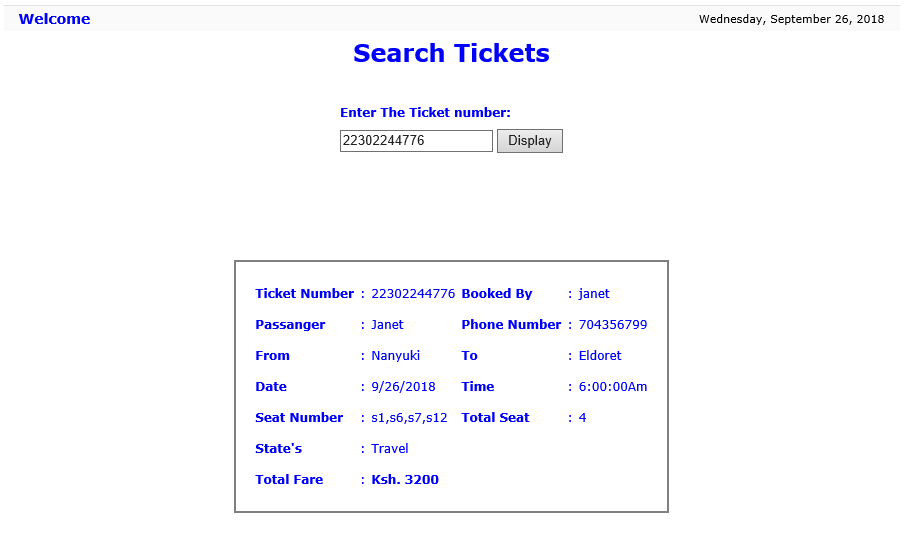 Welcome Wednesday, September 26, 2018
Search Tickets
Enter The Ticket number:
22302244776 Display
Ticket Number : 22302244776 Booked By : janet
Passanger : Janet Phone Number : 704356799
From : Nanyuki To : Eldoret
Date : 9/26/2018 Time : 6:00:00Am
Seat Number : s1,s6,s7,s12 Total Seat : 4
State's : Travel
Total Fare : Ksh. 3200